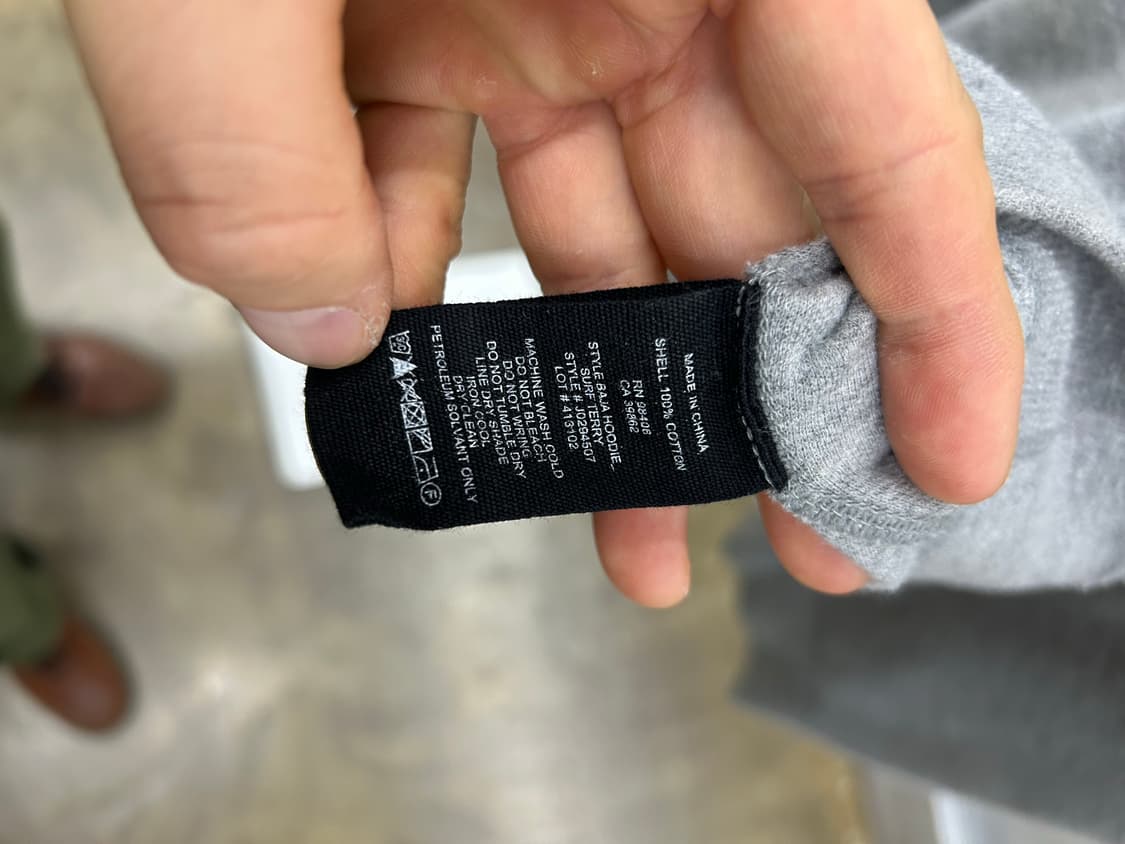 MADE IN CHINA
SHELL 100% COTTON
RN 98406
CA 39862
STYLE BAJA HOODIE
SURF TERRY
STYLE # J0294507
LOT # 413102
MACHINE WASH COLD
DO NOT BLEACH
DO NOT WRING
DO NOT TUMBLE DRY
LINE DRY SHADE
IRON COOL
DRY CLEAN
PETROLEUM SOLVANT ONLY
F